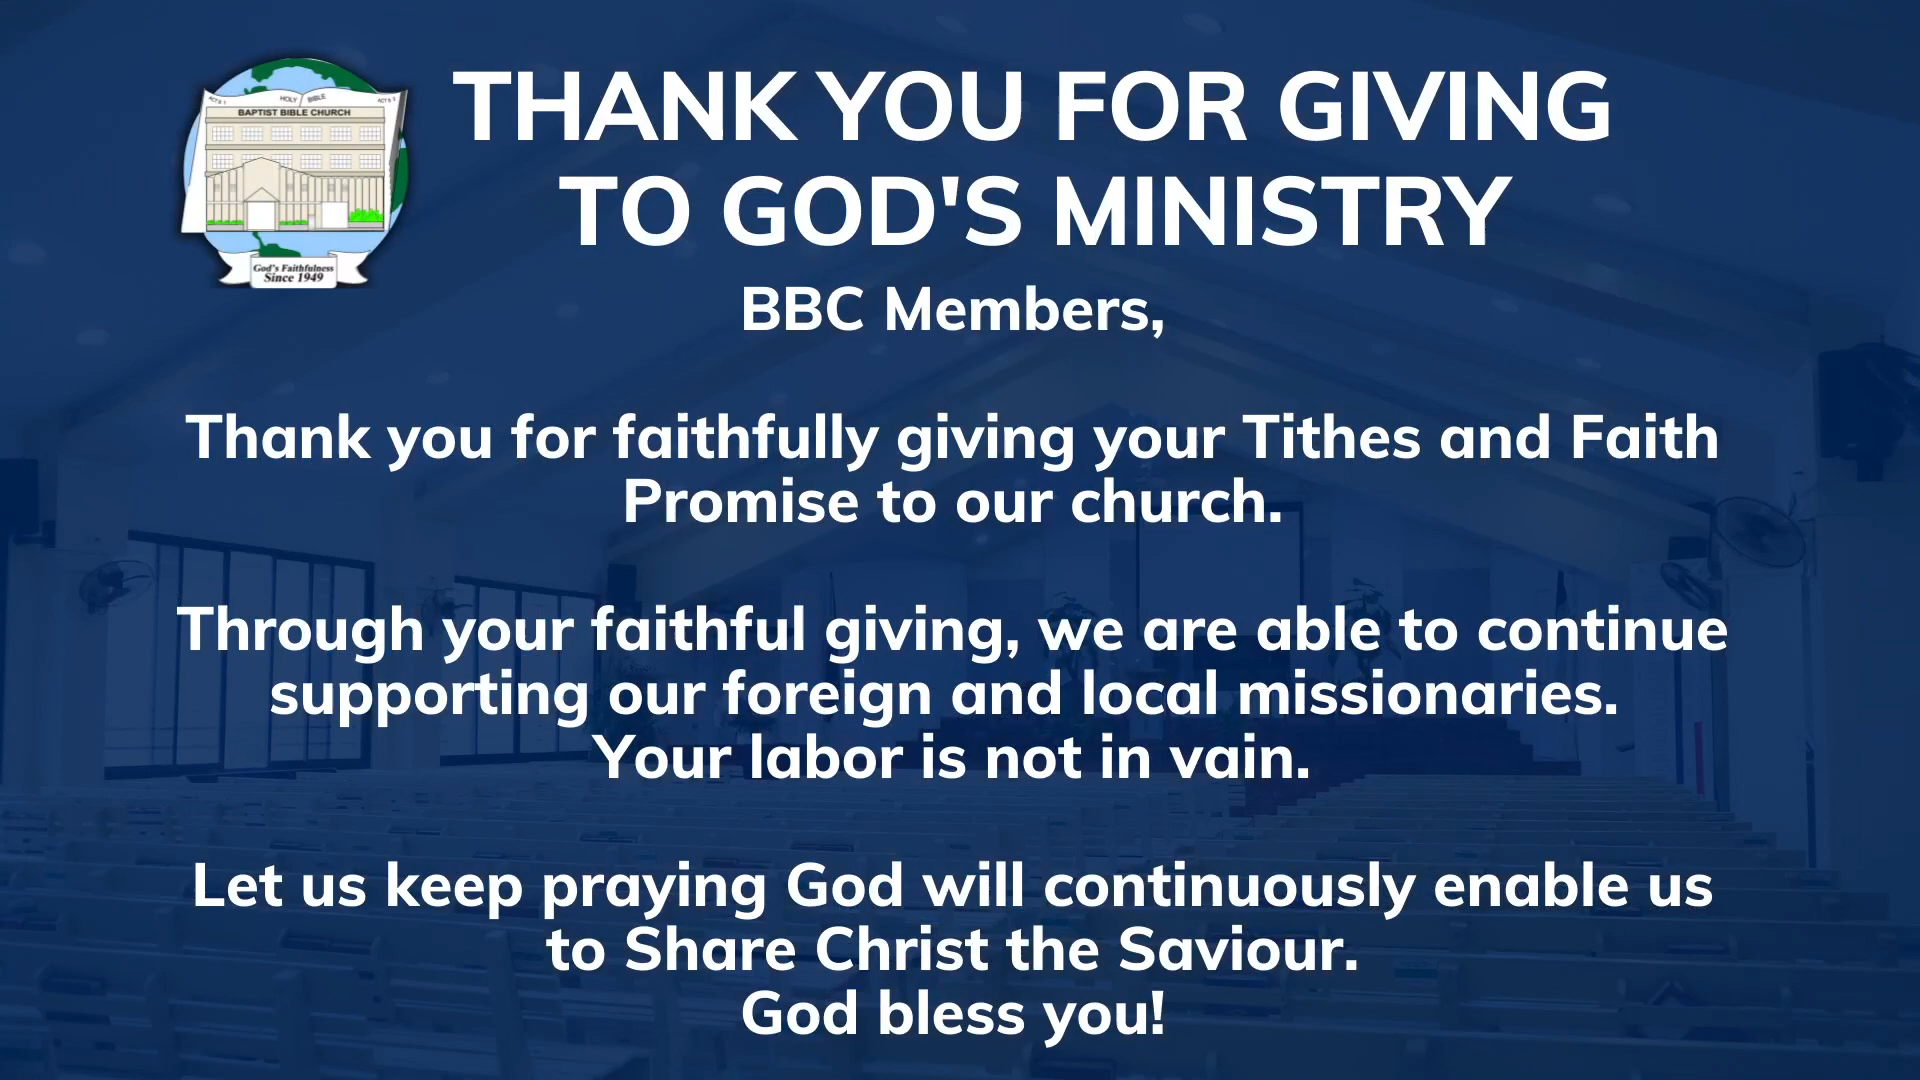 ACTS 1
HOLY BIBLE
BAPTIST BIBLE CHURCH
God's Faithfulness
Since 1949
THANK YOU FOR GIVING
TO GOD'S MINISTRY
BBC Members,
Thank you for faithfully giving your Tithes and Faith
Promise to our church.
Through your faithful giving, we are able to continue
supporting our foreign and local missionaries.
Your labor is not in vain.
Let us keep praying God will continuously enable us
to Share Christ the Saviour.
God bless you!